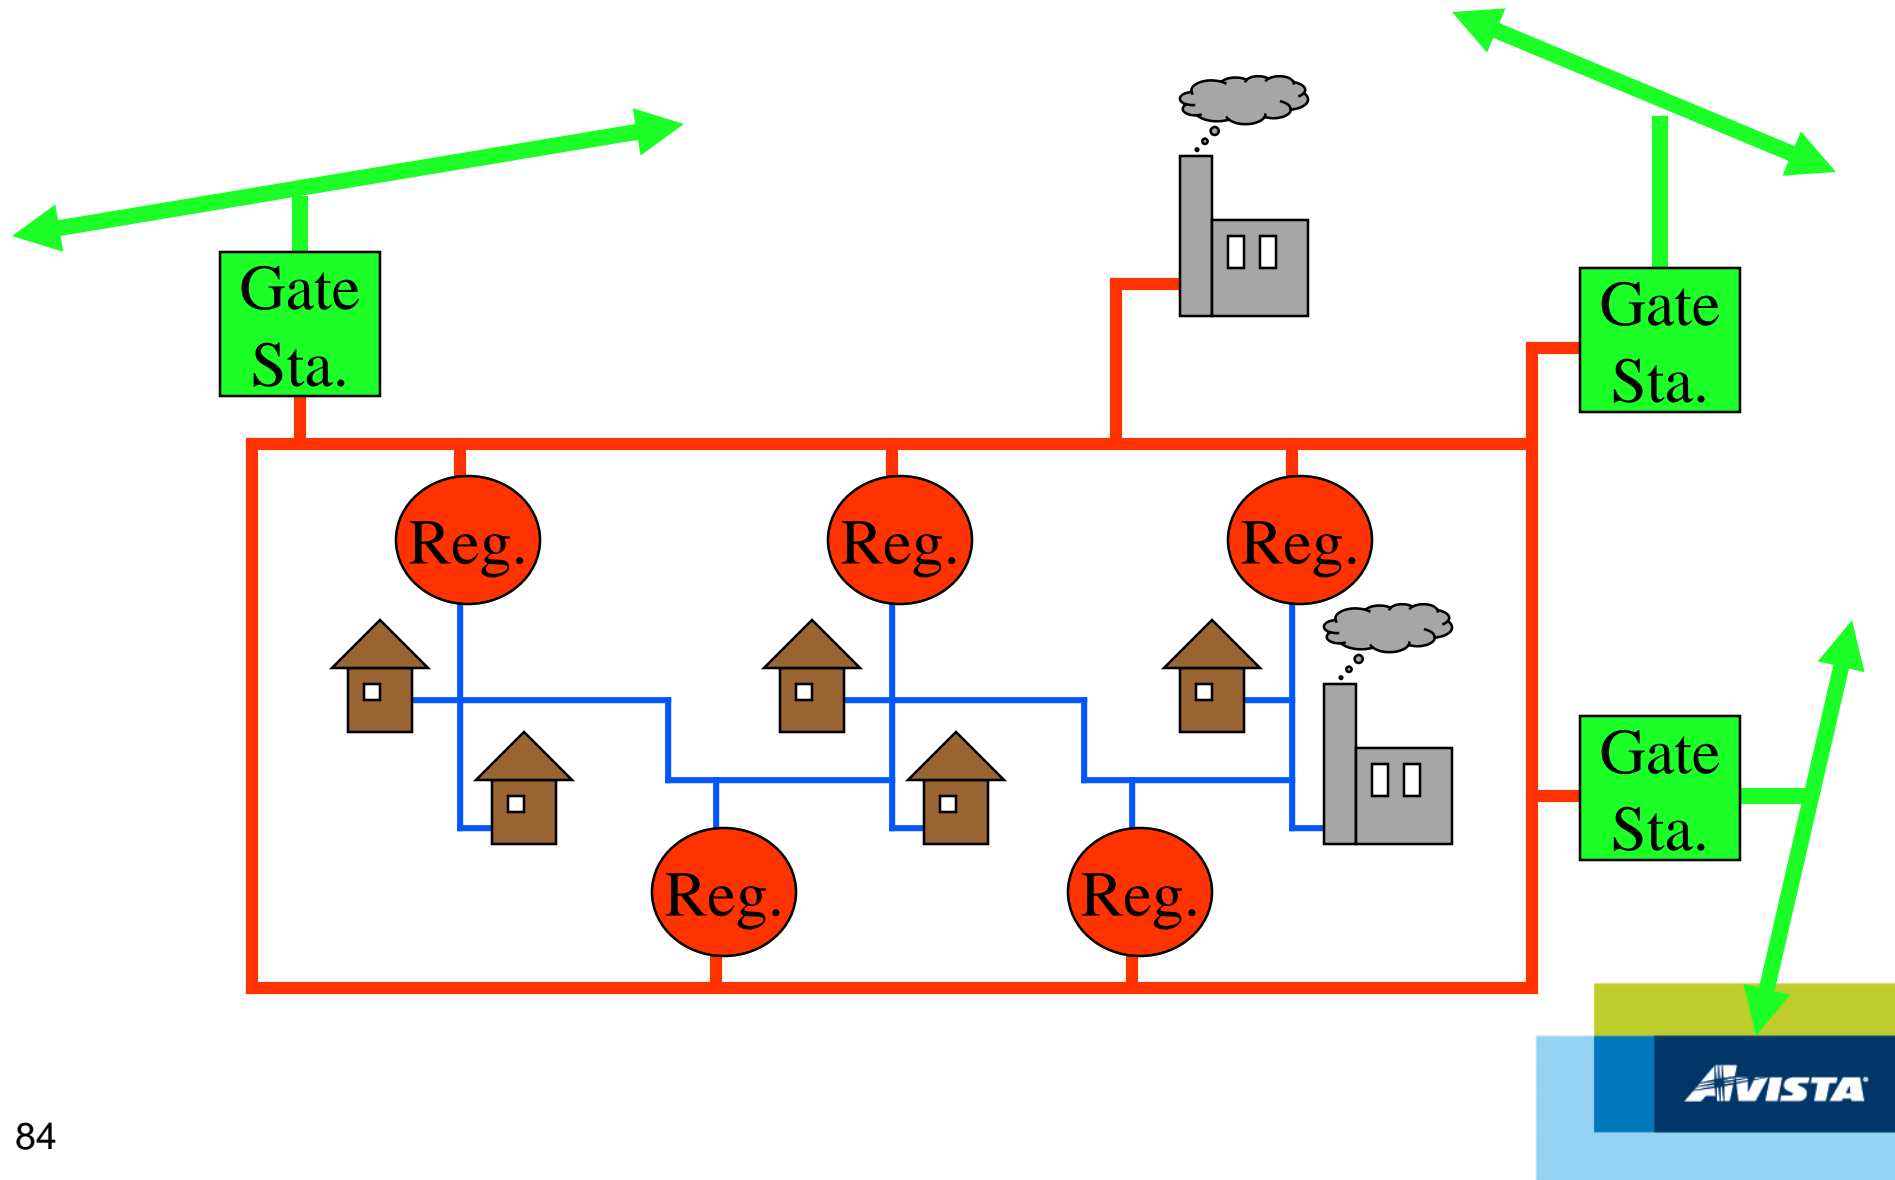 Gate
Sta.
Gate
Sta.
Reg.
Reg.
Reg.
Gate
Sta.
Reg.
Reg.
AVISTA
84